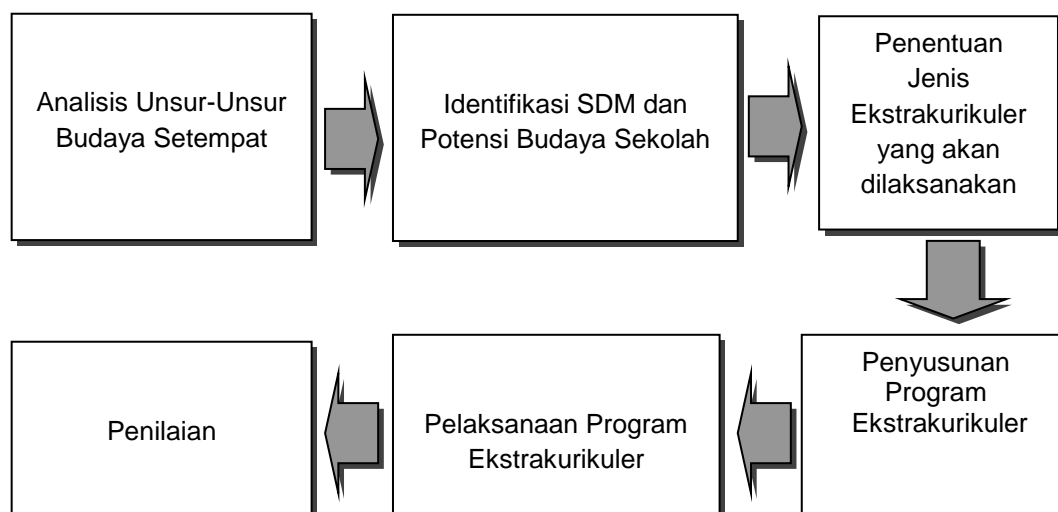 Analisis Unsur-Unsur
Budaya Setempat
Identifikasi SDM dan
Potensi Budaya Sekolah
Penentuan
Jenis
Ekstrakurikuler
yang akan
dilaksanakan
Penyusunan
Program
Ekstrakurikuler
Pelaksanaan Program
Ekstrakurikuler
Penilaian